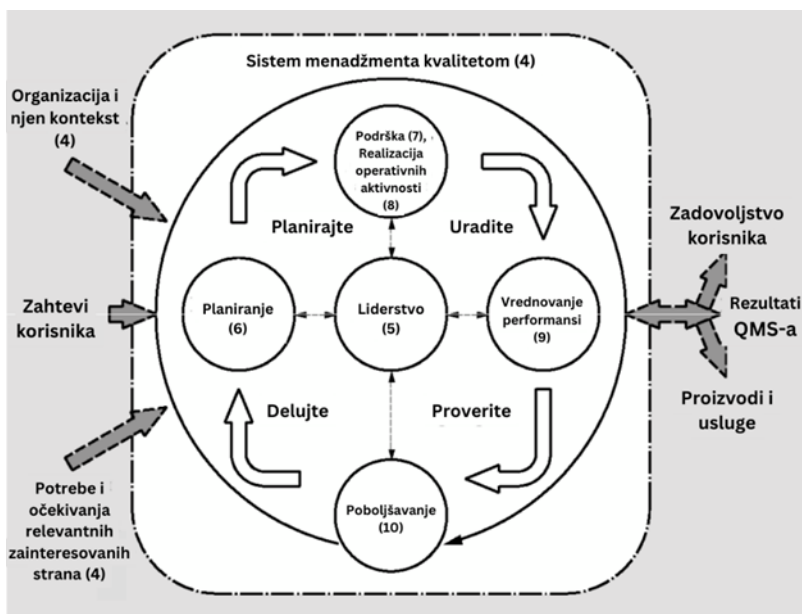 Sistem menadžmenta kvalitetom (4)
Organizacija i
njen kontekst
(4)
Podrška (7),
Realizacija
operativnih
aktivnosti
(8)
Planirajte
Uradite
Zadovoljstvo
korisnika
Zahtevi
korisnika
Planiranje
(6)
Liderstvo
(5)
Vrednovanje
performansi
(9)
Rezultati
QMS-a
Delujte
Proverite
Proizvodi i
usluge
Potrebe i
očekivanja
relevantnih
zainteresovanih
strana (4)
Poboljšavanje
(10)